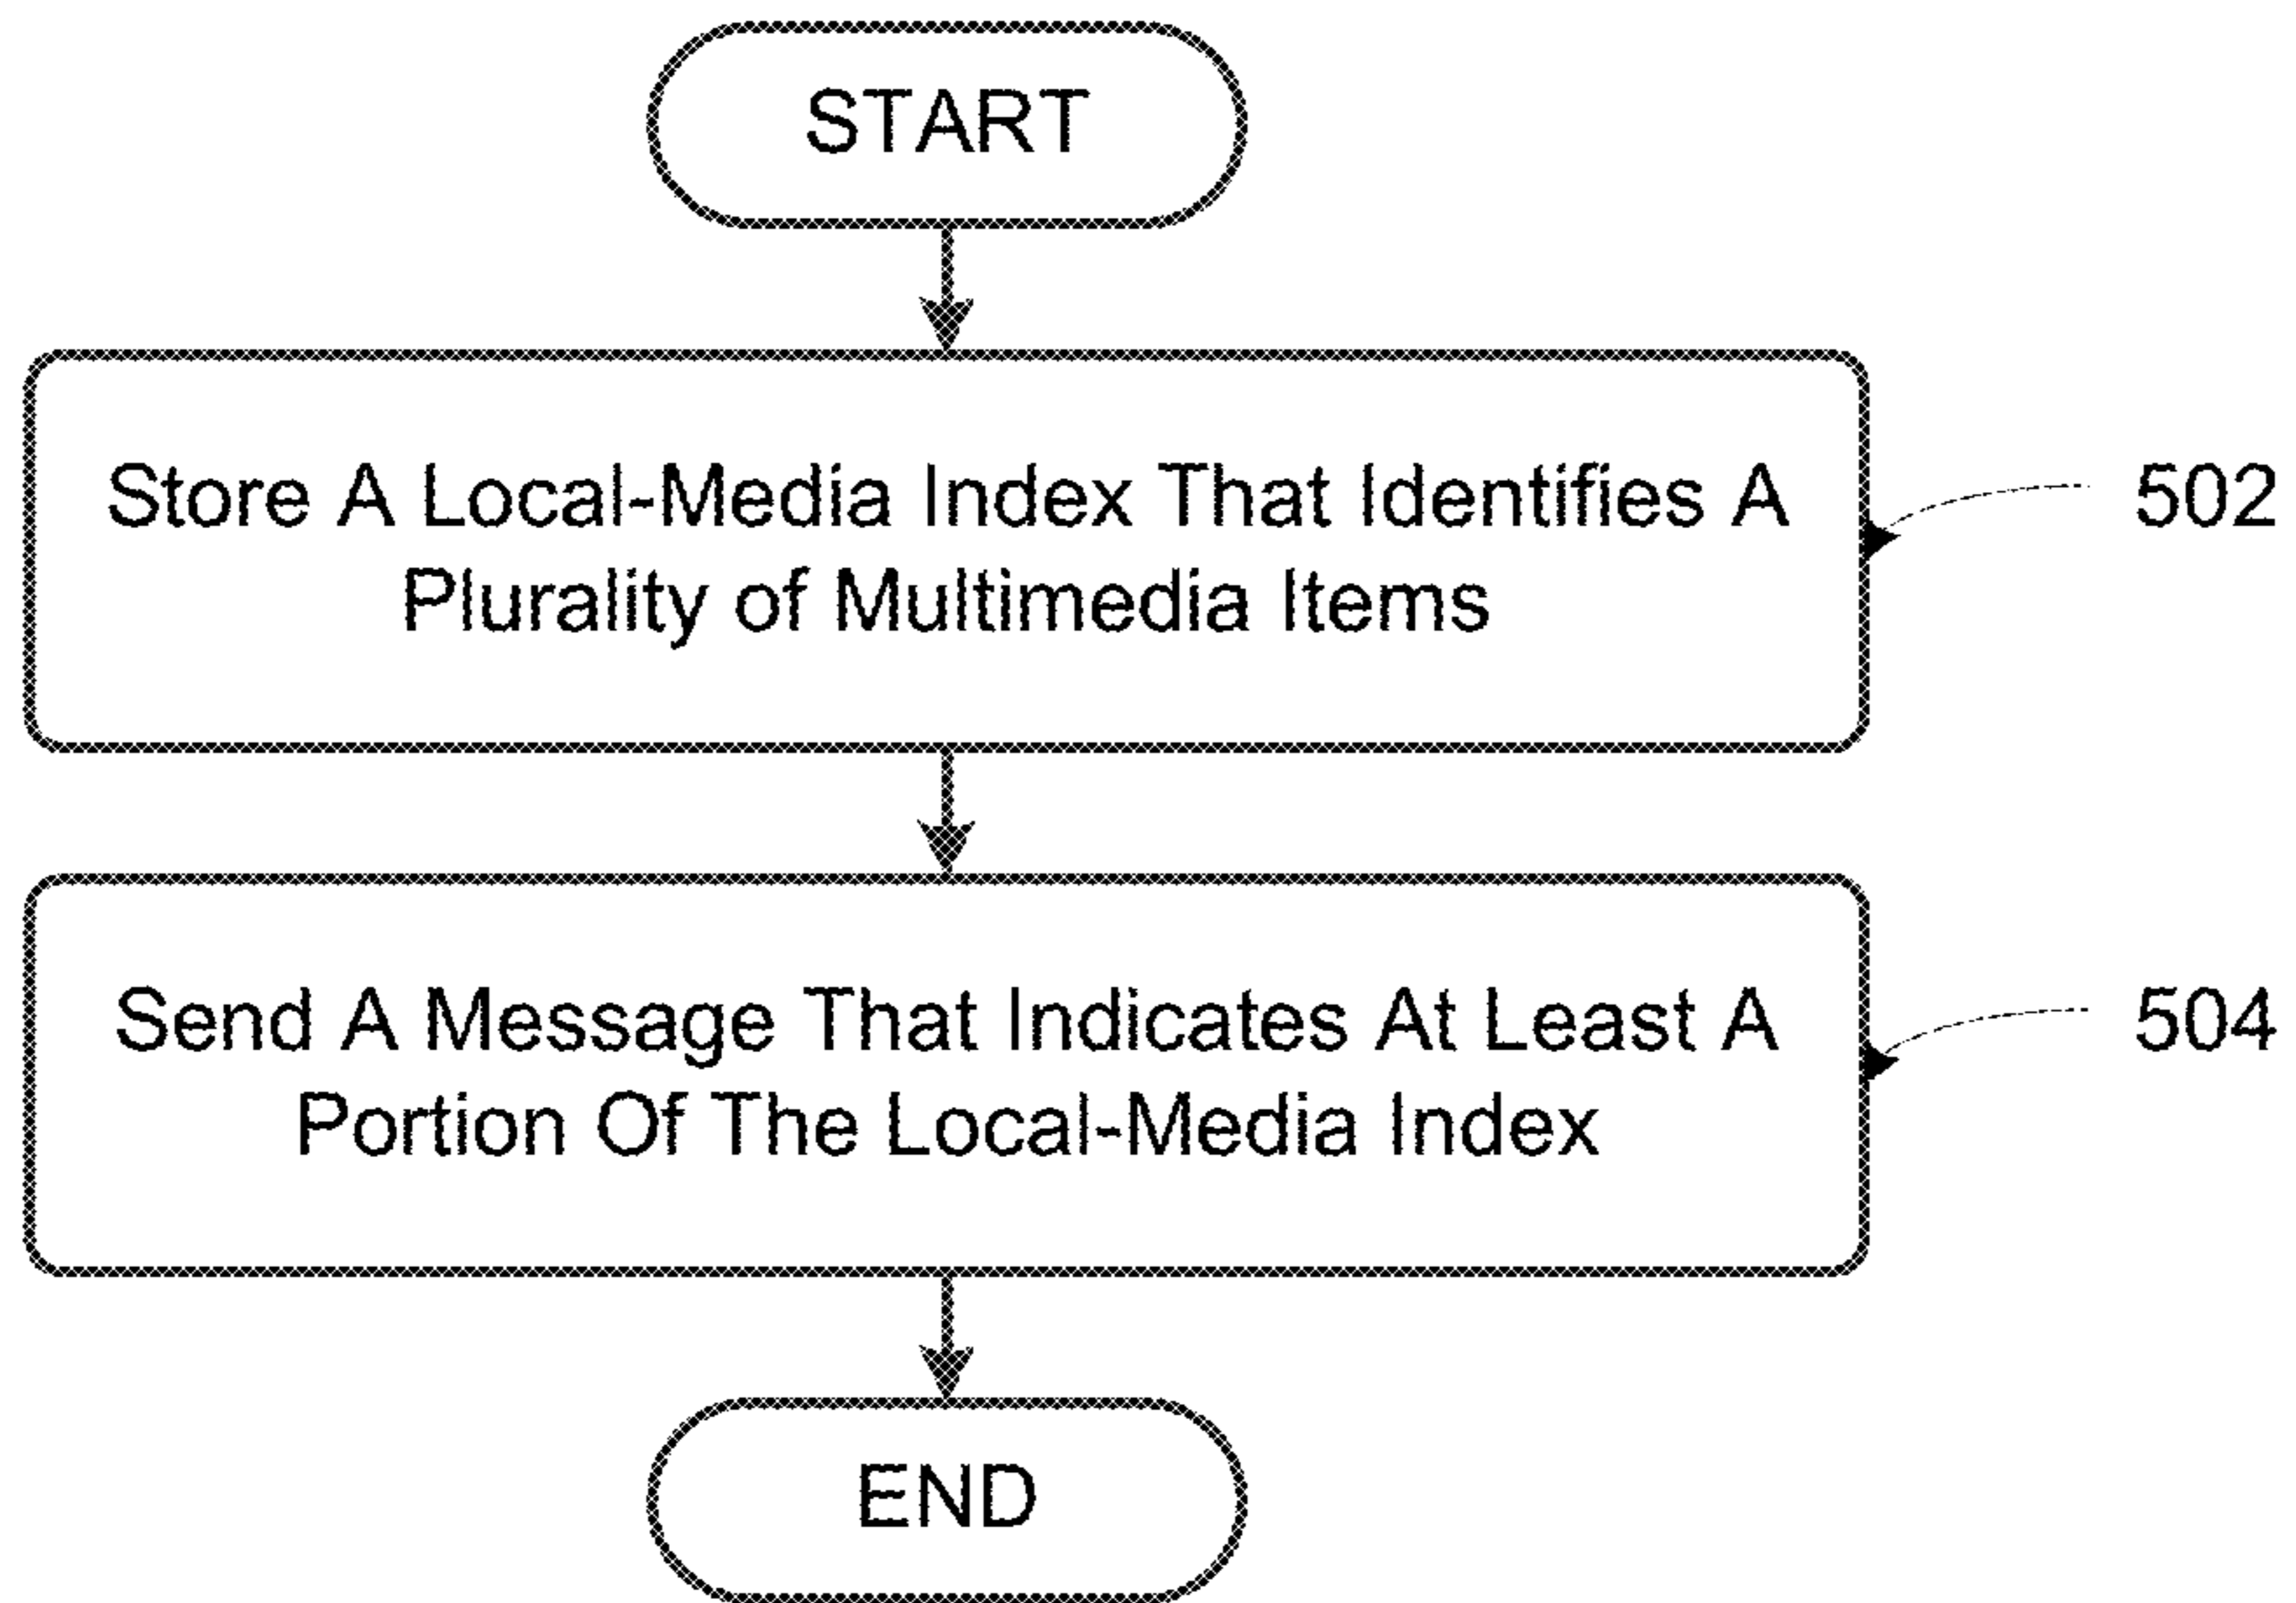 START
Store A Local-Media Index That Identifies A
Plurality of Multimedia Items
502
Send A Message That Indicates At Least A
Portion Of The Local-Media Index
504
END